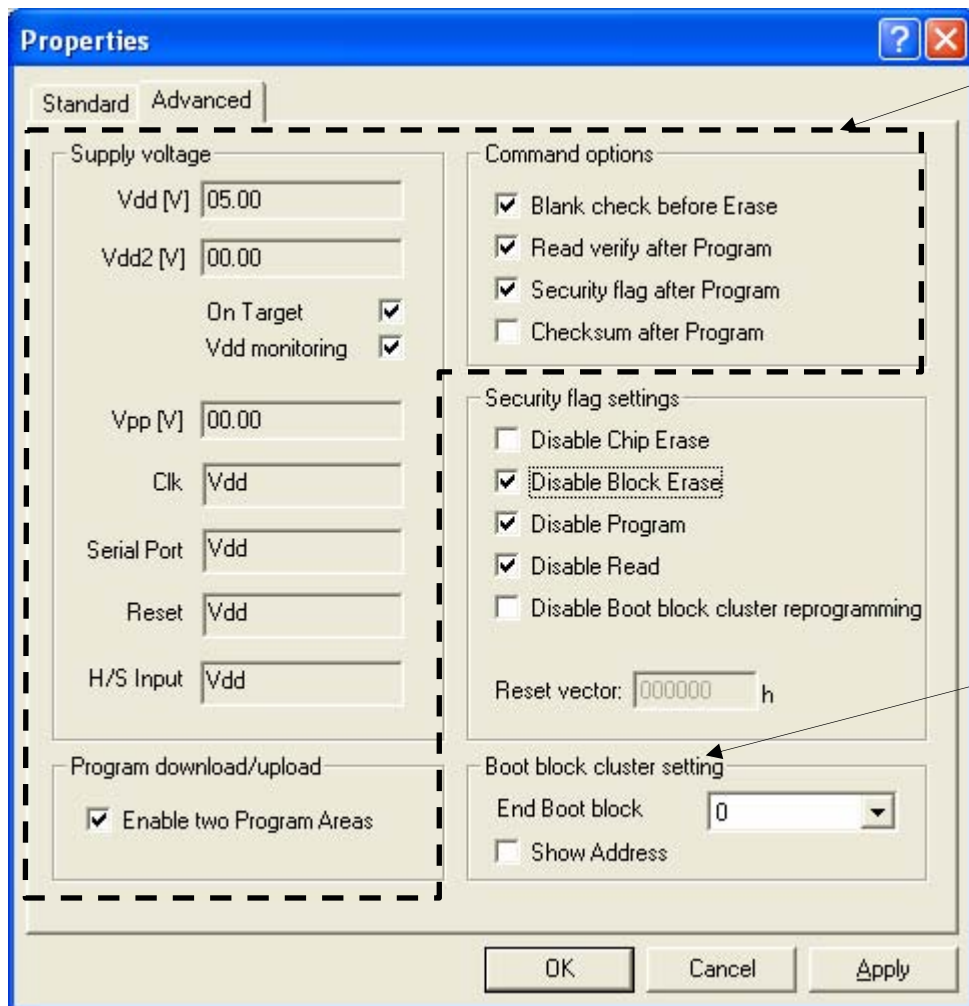 Properties
Standard
Advanced
Supply voltage
Vdd [V] 05.00
Vdd2 [V] 00.00
On Target
Vdd monitoring
Vpp [V] 00.00
Clk Vdd
Serial Port Vdd
Reset Vdd
H/S Input Vdd
Program download/upload
Enable two Program Areas
Command options
Blank check before Erase
Read verify after Program
Security flag after Program
Checksum after Program
Security flag settings
Disable Chip Erase
Disable Block Erase
Disable Program
Disable Read
Disable Boot block cluster reprogramming
Reset vector: 000000 h
Boot block cluster setting
End Boot block 0
Show Address
OK
Cancel
Apply